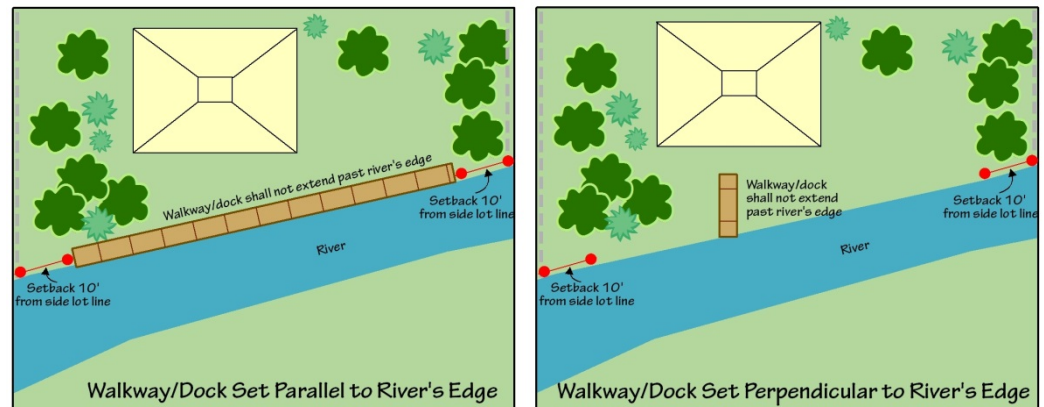 Walkway/dock shall not extend past river's edge
Setback 10'
from side lot line
River
Setback 10'
from side lot line
Walkway/Dock Set Parallel to River's Edge
Walkway/dock
shall not extend
past river's edge
Setback 10'
from side lot line
River
Setback 10'
from side lot line
Walkway/Dock Set Perpendicular to River's Edge